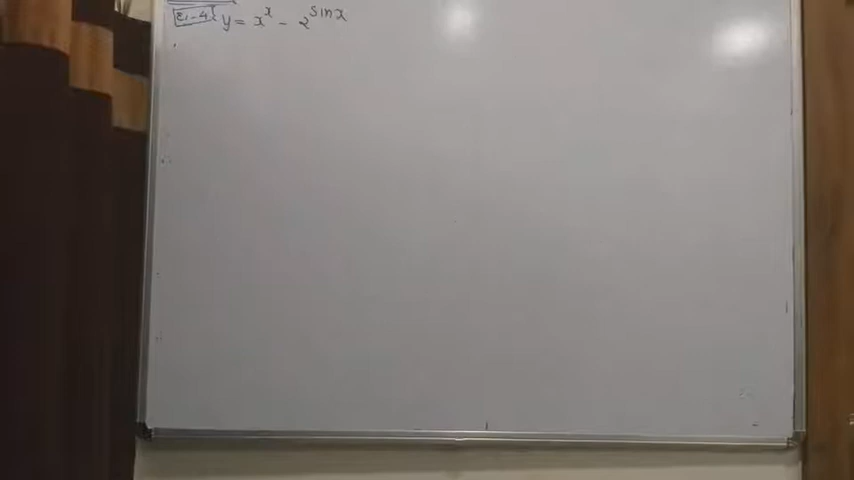 Ex-4 y = x^x - 2^sinx